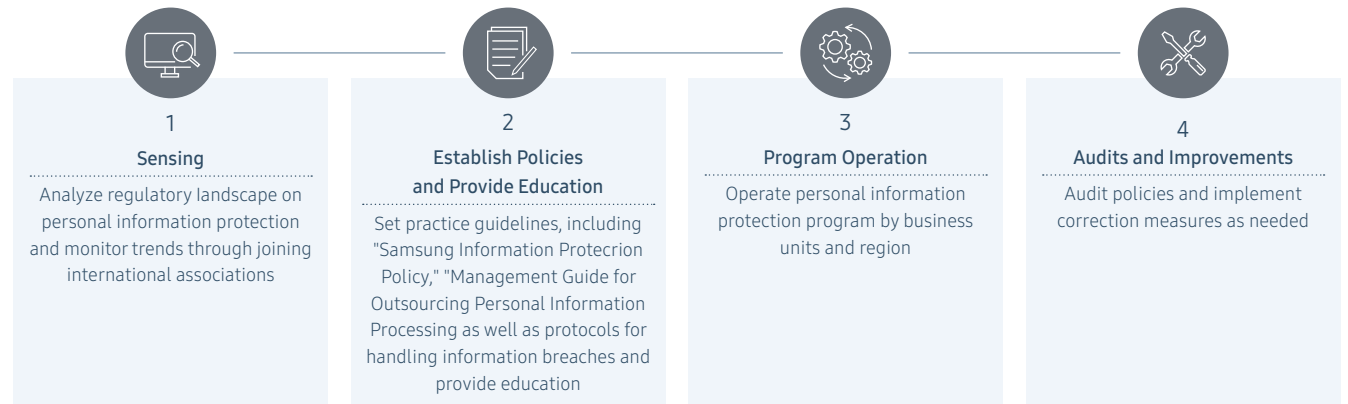 1
Sensing
Analyze regulatory landscape on
personal information protection
and monitor trends through joining
international associations
2
Establish Policies
and Provide Education
Set practice guidelines, including
"Samsung Information Protecrion
Policy," "Management Guide for
Outsourcing Personal Information
Processing as well as protocols for
handling information breaches and
provide education
3
Program Operation
Operate personal information
protection program by business
units and region
4
Audits and Improvements
Audit policies and implement
correction measures as needed